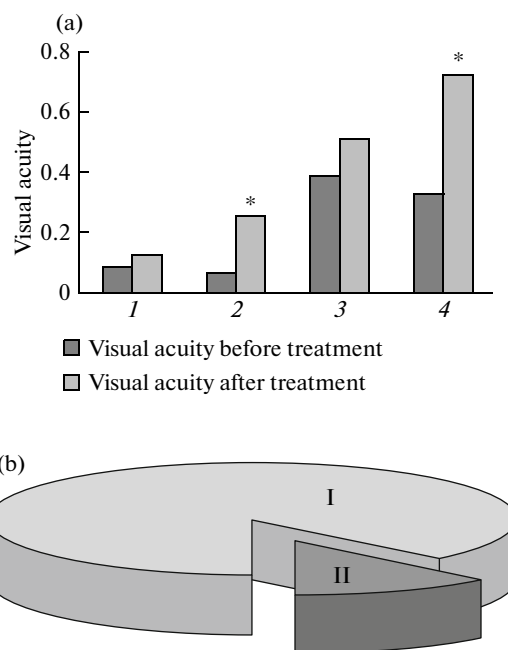 (a)
0.8
0.6
0.4
0.2
0
Visual acuity
*
*
1 2 3 4
Visual acuity before treatment
Visual acuity after treatment
(b)
I
II